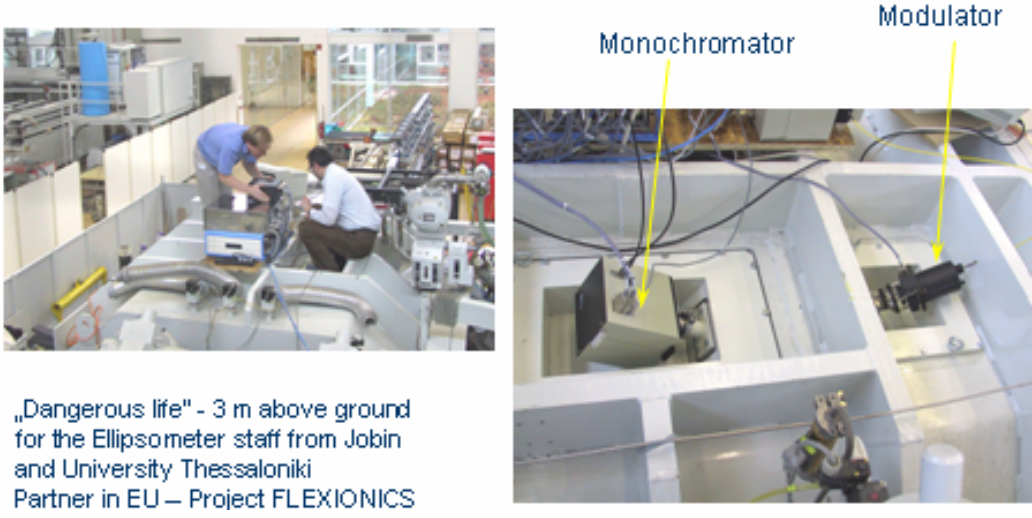 Modulator
Monochromator
„Dangerous life" - 3 m above ground
for the Ellipsometer staff from Jobin
and University Thessaloniki
Partner in EU – Project FLEXIONICS